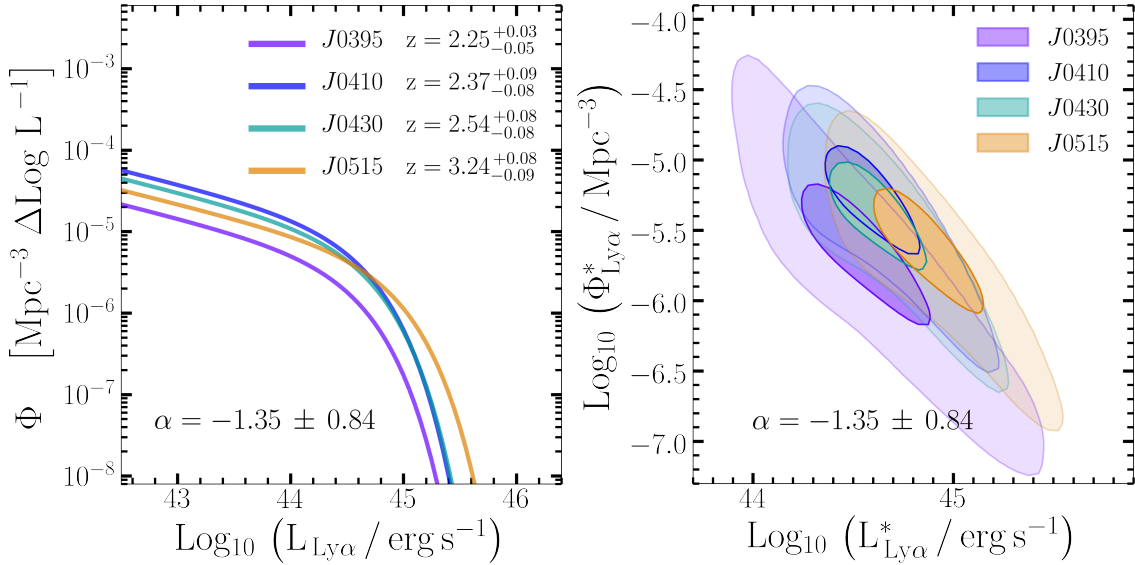 Φ [Mpc⁻³ ΔLog L⁻¹]
10⁻³
10⁻⁴
10⁻⁵
10⁻⁶
10⁻⁷
10⁻⁸
J0395 z = 2.25 +0.03 −0.05
J0410 z = 2.37 +0.09 −0.08
J0430 z = 2.54 +0.08 −0.08
J0515 z = 3.24 +0.08 −0.09
α = −1.35 ± 0.84
43 44 45 46
Log₁₀ (L Lyα / erg s⁻¹)
Log₁₀ (Φ* Lyα / Mpc⁻³)
−4.0
−4.5
−5.0
−5.5
−6.0
−6.5
−7.0
J0395
J0410
J0430
J0515
α = −1.35 ± 0.84
44 45
Log₁₀ (L* Lyα / erg s⁻¹)